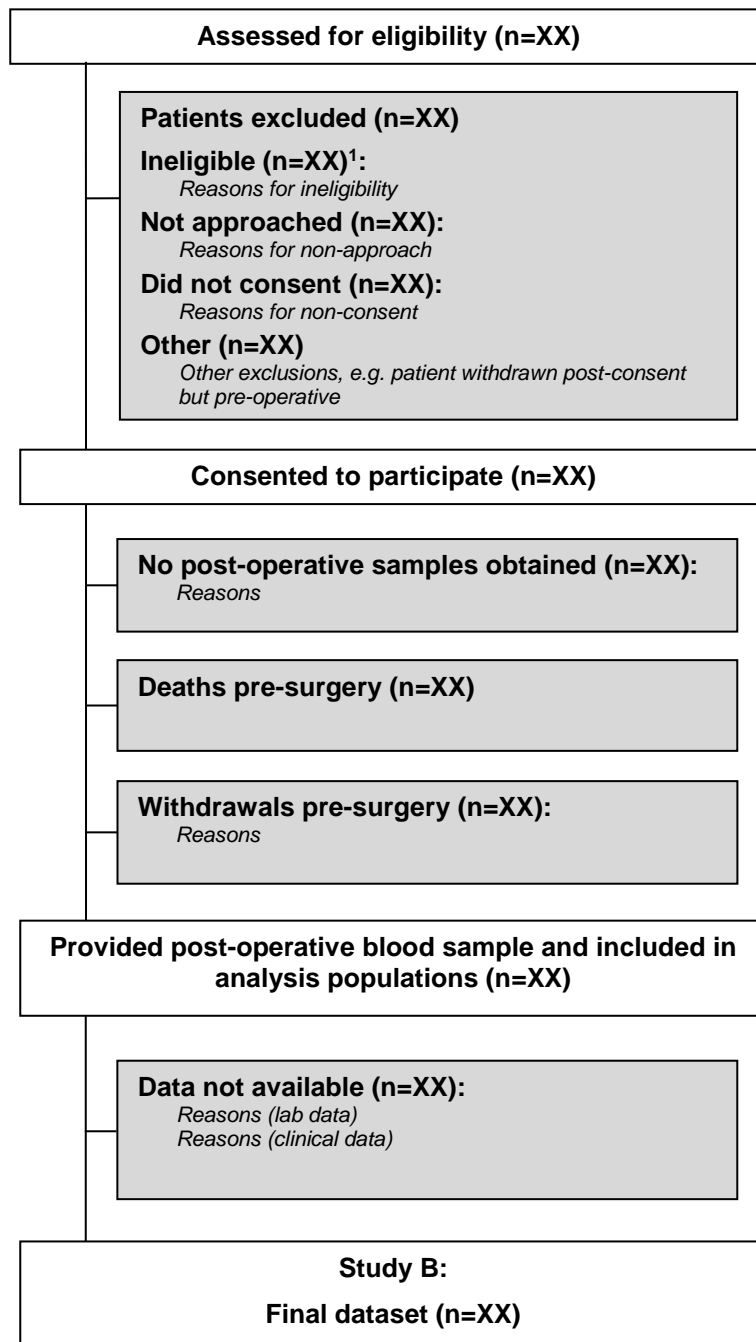 Assessed for eligibility (n=XX)
Patients excluded (n=XX)
Ineligible (n=XX)¹:
Reasons for ineligibility
Not approached (n=XX):
Reasons for non-approach
Did not consent (n=XX):
Reasons for non-consent
Other (n=XX)
Other exclusions, e.g. patient withdrawn post-consent
but pre-operative
Consented to participate (n=XX)
No post-operative samples obtained (n=XX):
Reasons
Deaths pre-surgery (n=XX)
Withdrawals pre-surgery (n=XX):
Reasons
Provided post-operative blood sample and included in
analysis populations (n=XX)
Data not available (n=XX):
Reasons (lab data)
Reasons (clinical data)
Study B:
Final dataset (n=XX)